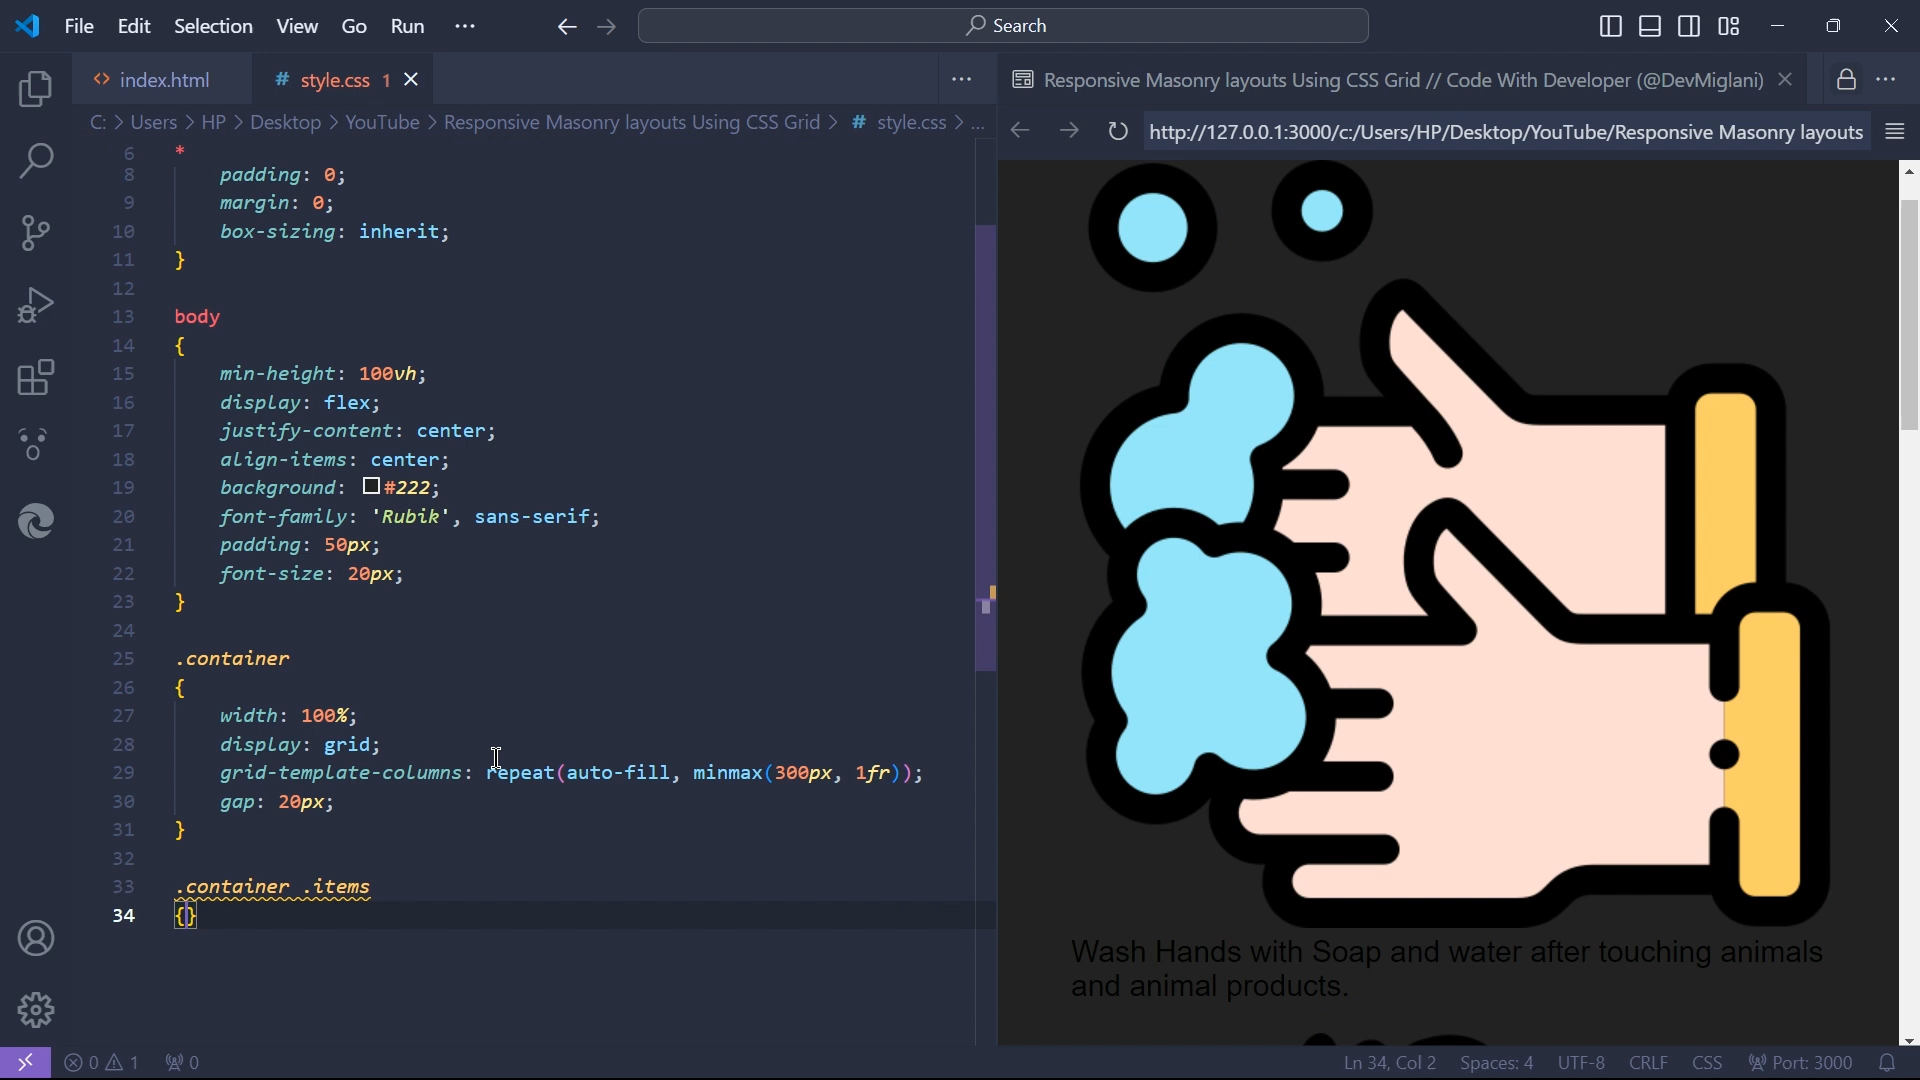 File Edit Selection View Go Run ··· Search
<> index.html # style.css 1 ···
Responsive Masonry layouts Using CSS Grid // Code With Developer (@DevMiglani) ···
C: > Users > HP > Desktop > YouTube > Responsive Masonry layouts Using CSS Grid > # style.css > ...
http://127.0.0.1:3000/c:/Users/HP/Desktop/YouTube/Responsive Masonry layouts
6 *
8 padding: 0;
9 margin: 0;
10 box-sizing: inherit;
11 }
12
13 body
14 {
15 min-height: 100vh;
16 display: flex;
17 justify-content: center;
18 align-items: center;
19 background: #222;
20 font-family: 'Rubik', sans-serif;
21 padding: 50px;
22 font-size: 20px;
23 }
24
25 .container
26 {
27 width: 100%;
28 display: grid;
29 grid-template-columns: repeat(auto-fill, minmax(300px, 1fr));
30 gap: 20px;
31 }
32
33 .container .items
34 {}
Wash Hands with Soap and water after touching animals
and animal products.
0 1 0 Ln 34, Col 2 Spaces: 4 UTF-8 CRLF CSS Port: 3000